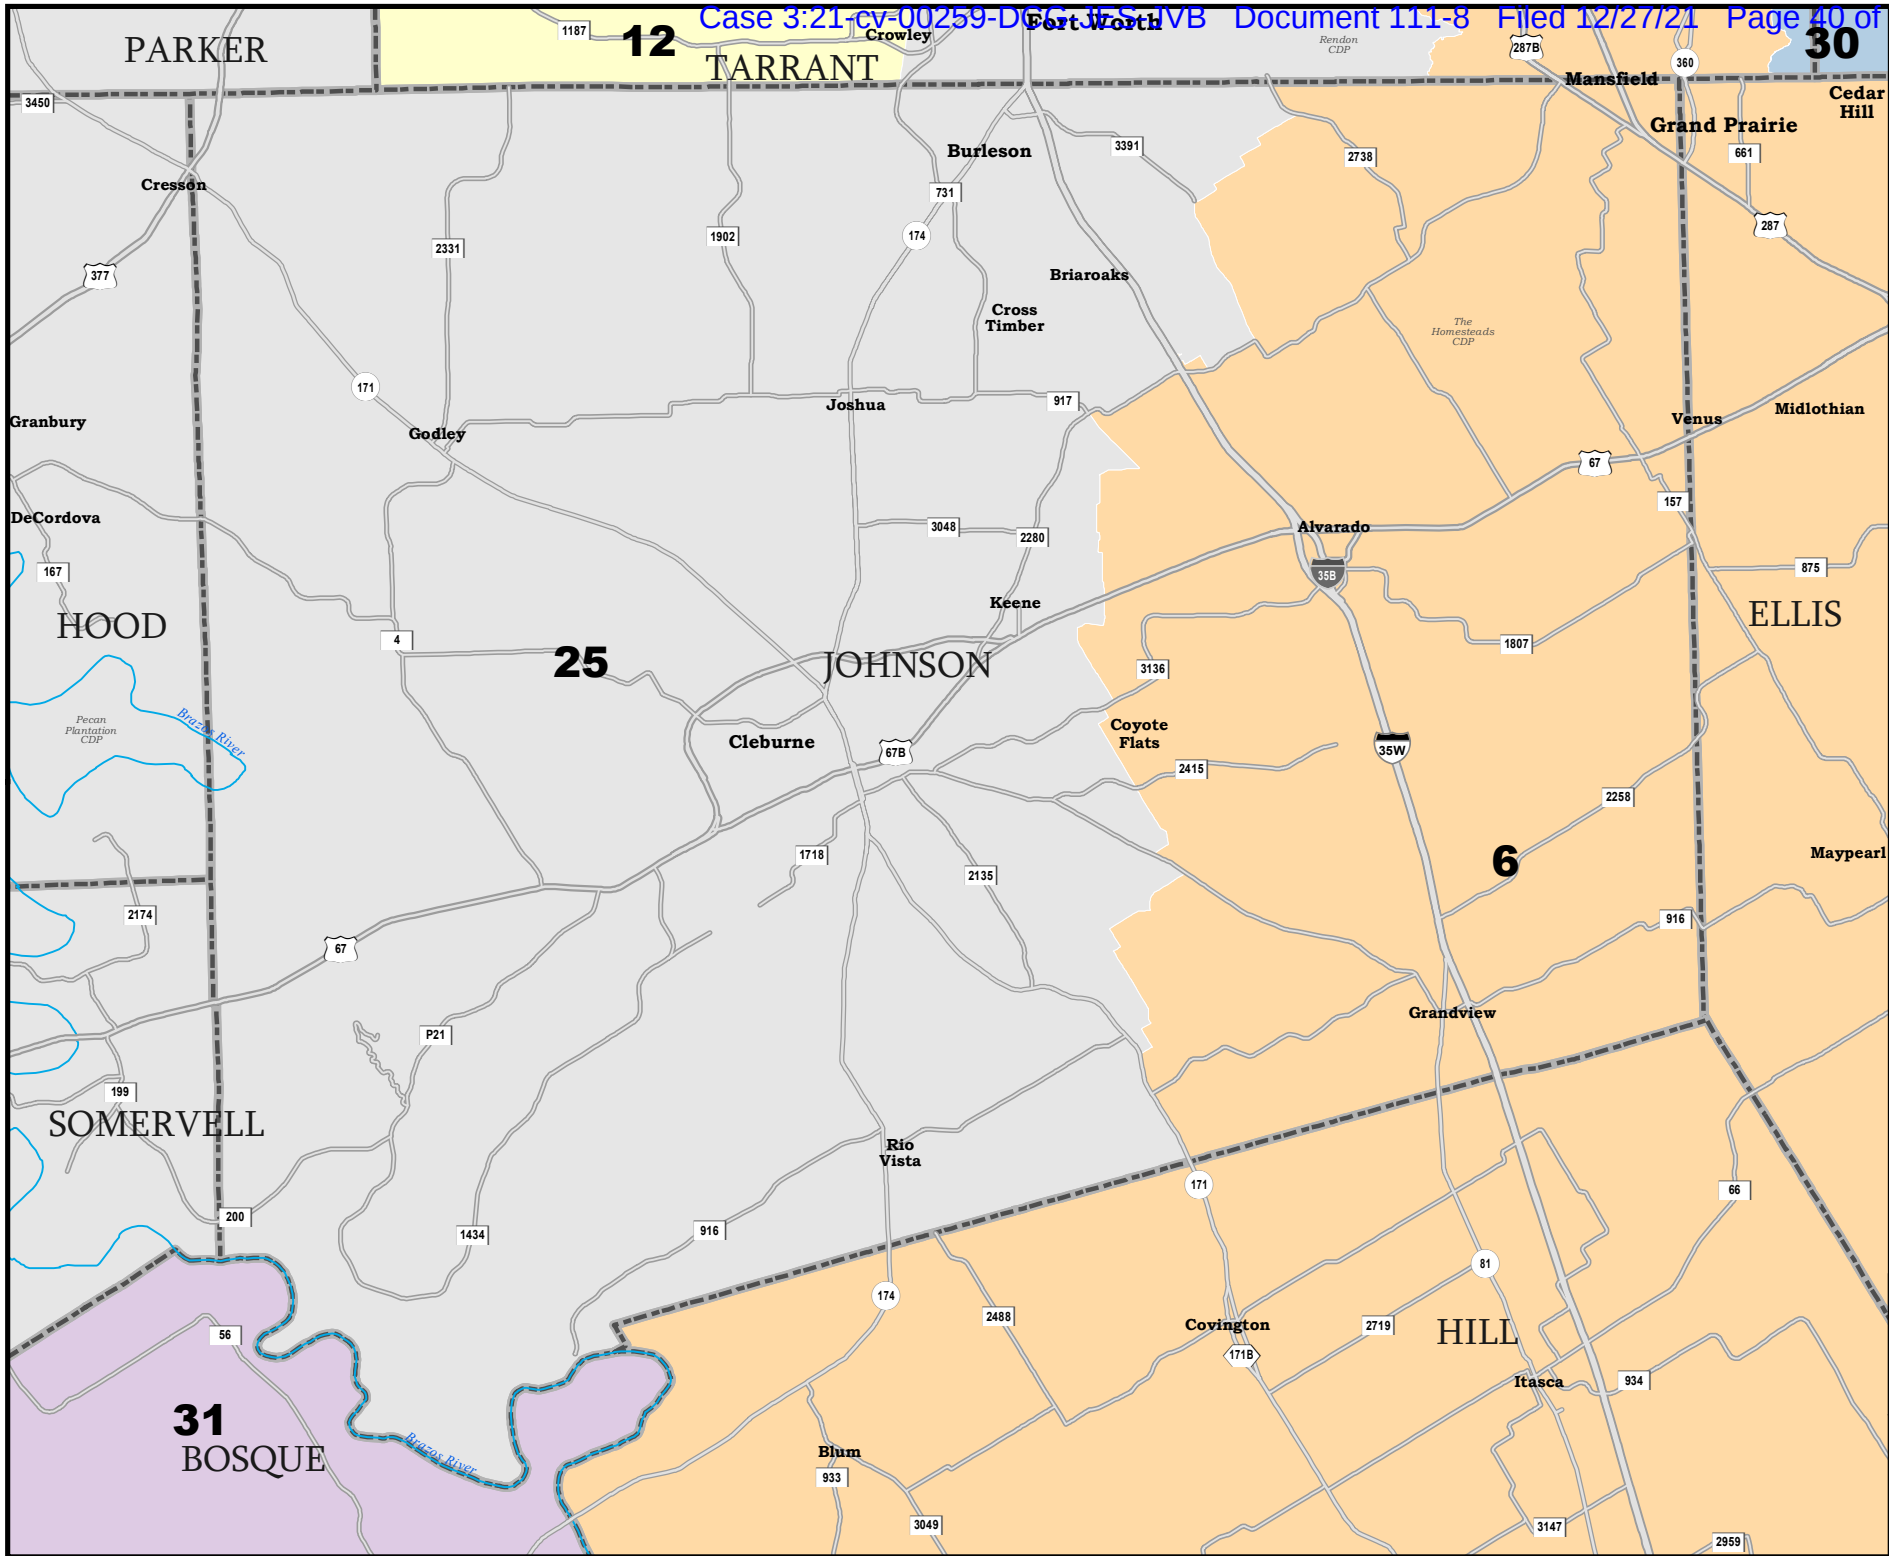 Case 3:21-cv-00259-DCG-JES-JVB Document 111-8 Filed 12/27/21 Page 40 of
PARKER
1187
12
TARRANT
Crowley
Fort Worth
Rendon
CDP
287B
360
30
Mansfield
3450
Cedar
Hill
Grand Prairie
Cresson
Burleson
3391
2738
661
731
377
2331
1902
174
287
Briaroaks
Cross
Timber
The
Homesteads
CDP
171
Granbury
Godley
Joshua
917
Venus
Midlothian
67
DeCordova
3048
2280
Alvarado
157
167
35B
875
HOOD
Keene
ELLIS
4
25
JOHNSON
3136
1807
Pecan
Plantation
CDP
Brazos River
Cleburne
67B
Coyote
Flats
35W
2415
2258
1718
2135
6
Maypearl
2174
67
916
P21
Grandview
199
SOMERVELL
Rio
Vista
200
1434
916
171
66
81
56
174
2488
Covington
2719
HILL
171B
Itasca
934
31
BOSQUE
Brazos River
Blum
933
3049
3147
2959